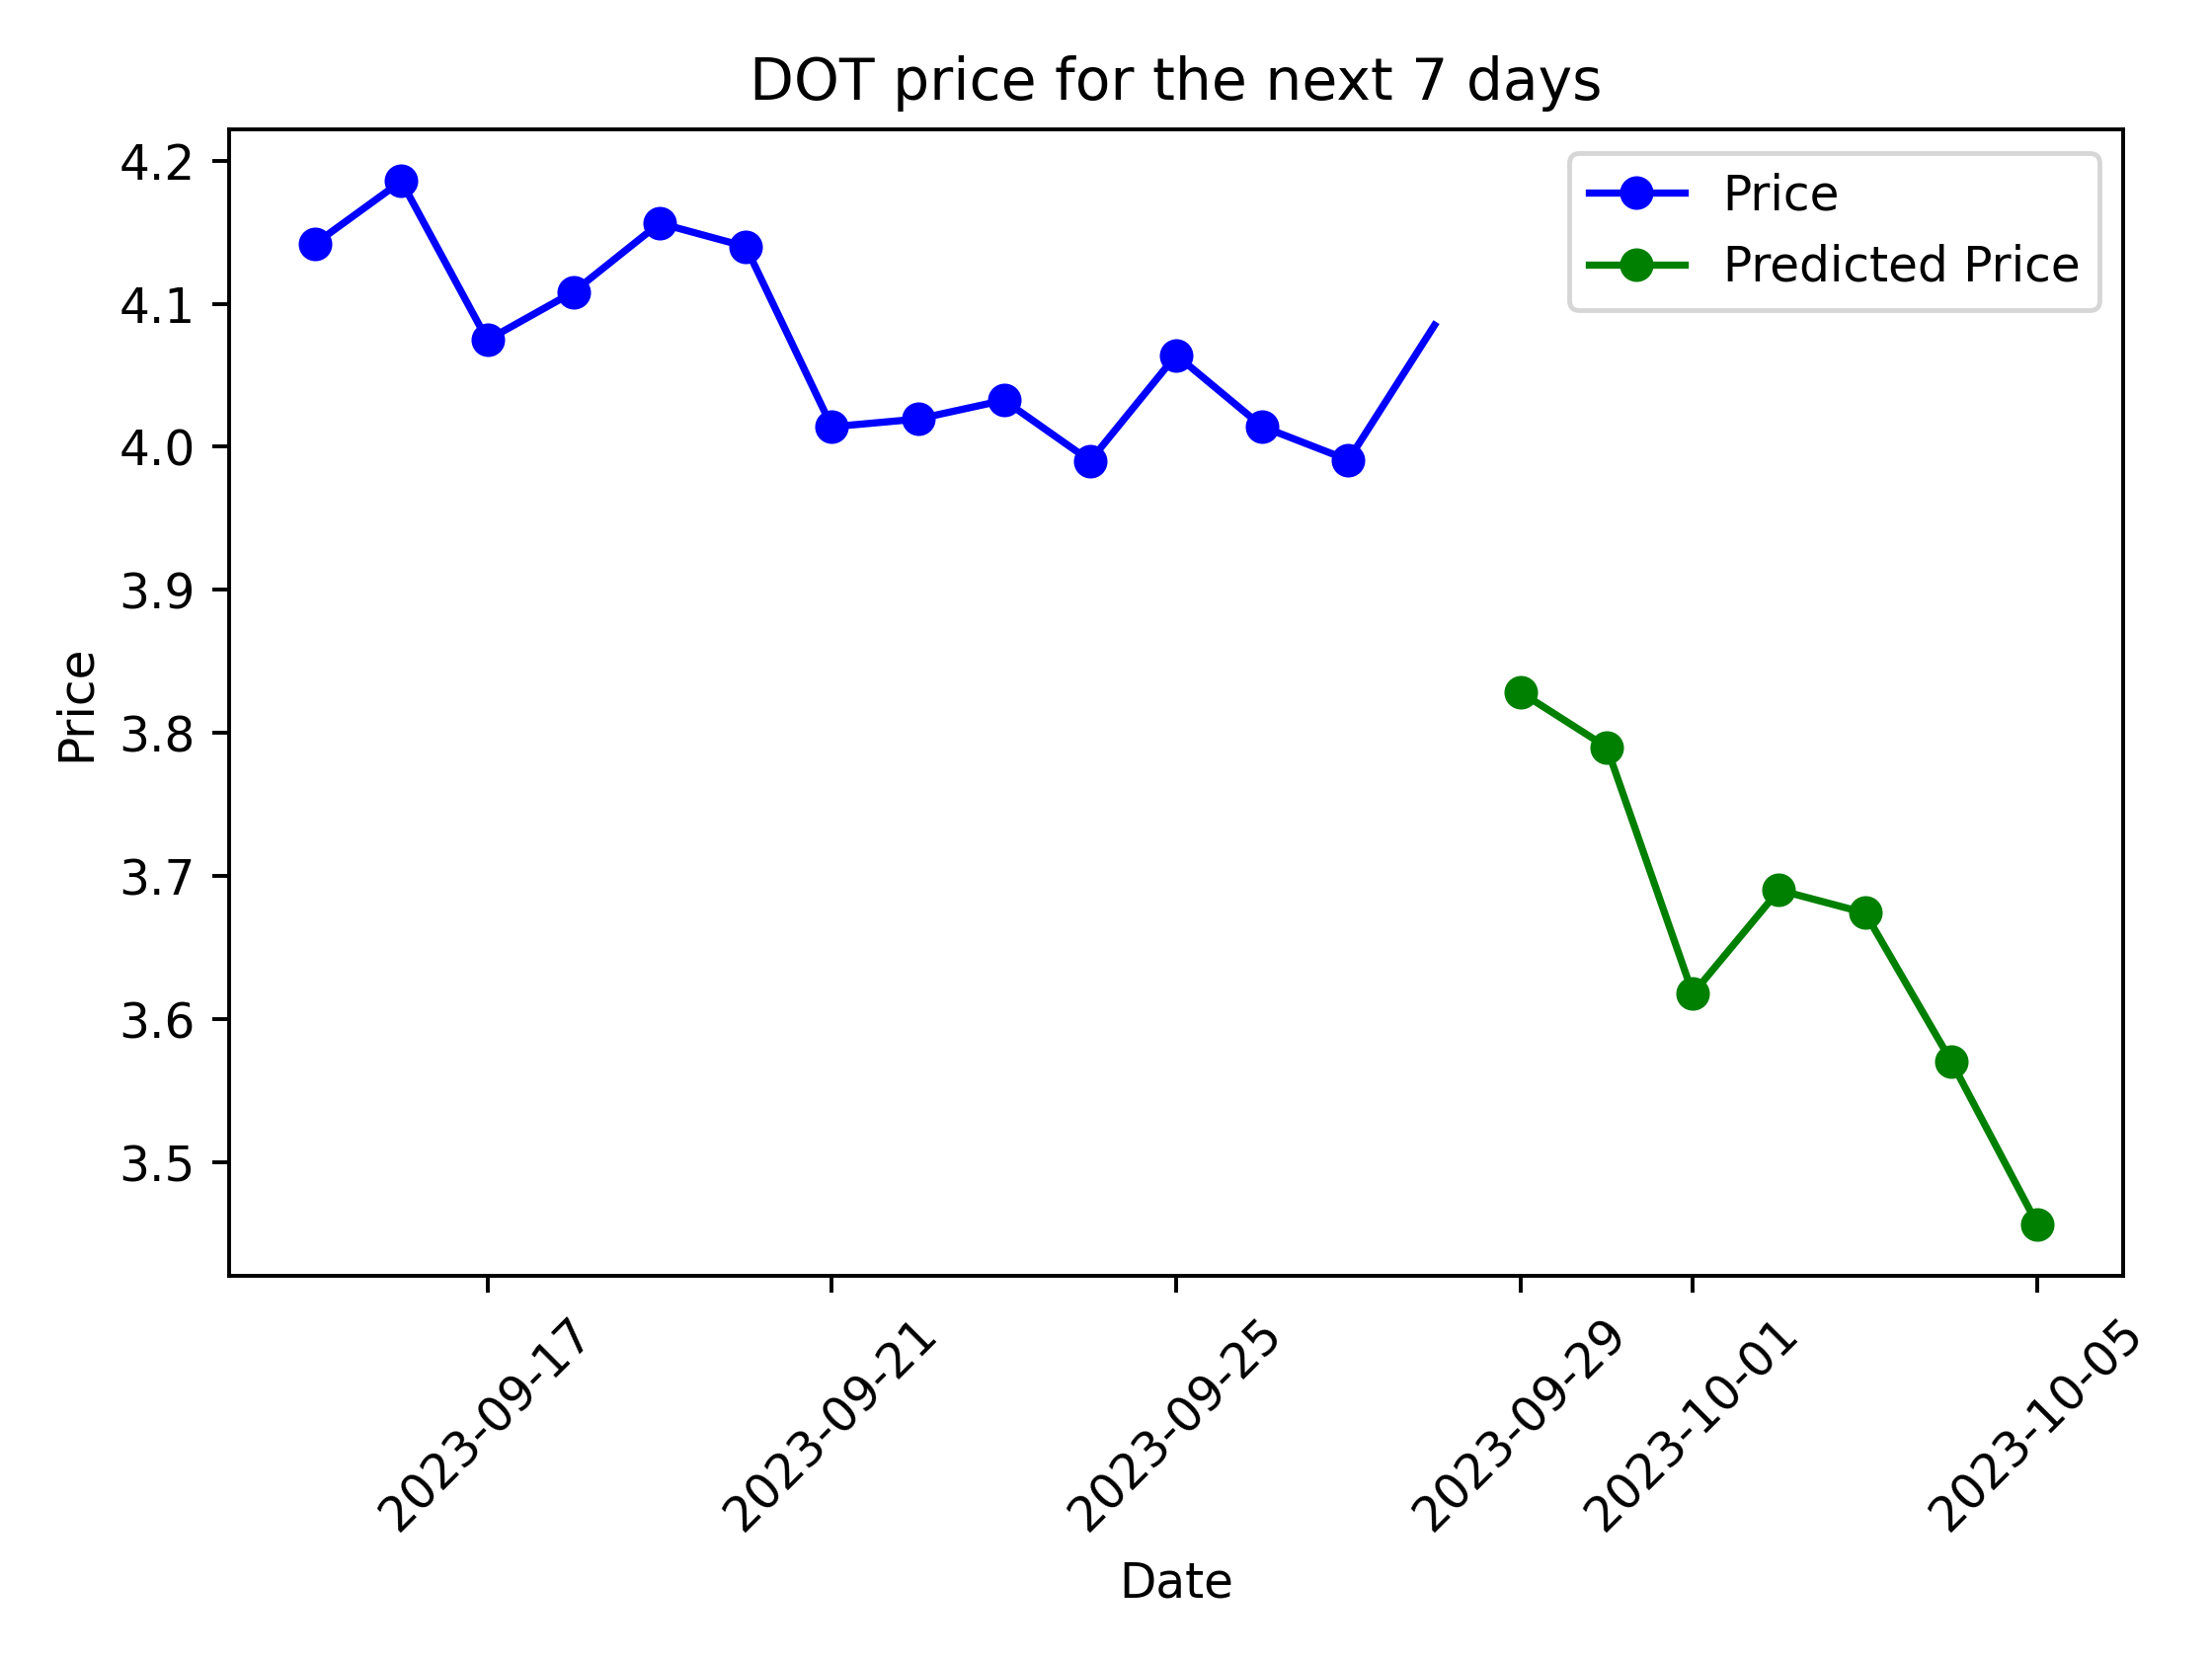 DOT price for the next 7 days
Price
Predicted Price
4.2
4.1
4.0
3.9
3.8
3.7
3.6
3.5
Price
2023-09-17
2023-09-21
2023-09-25
2023-09-29
2023-10-01
2023-10-05
Date